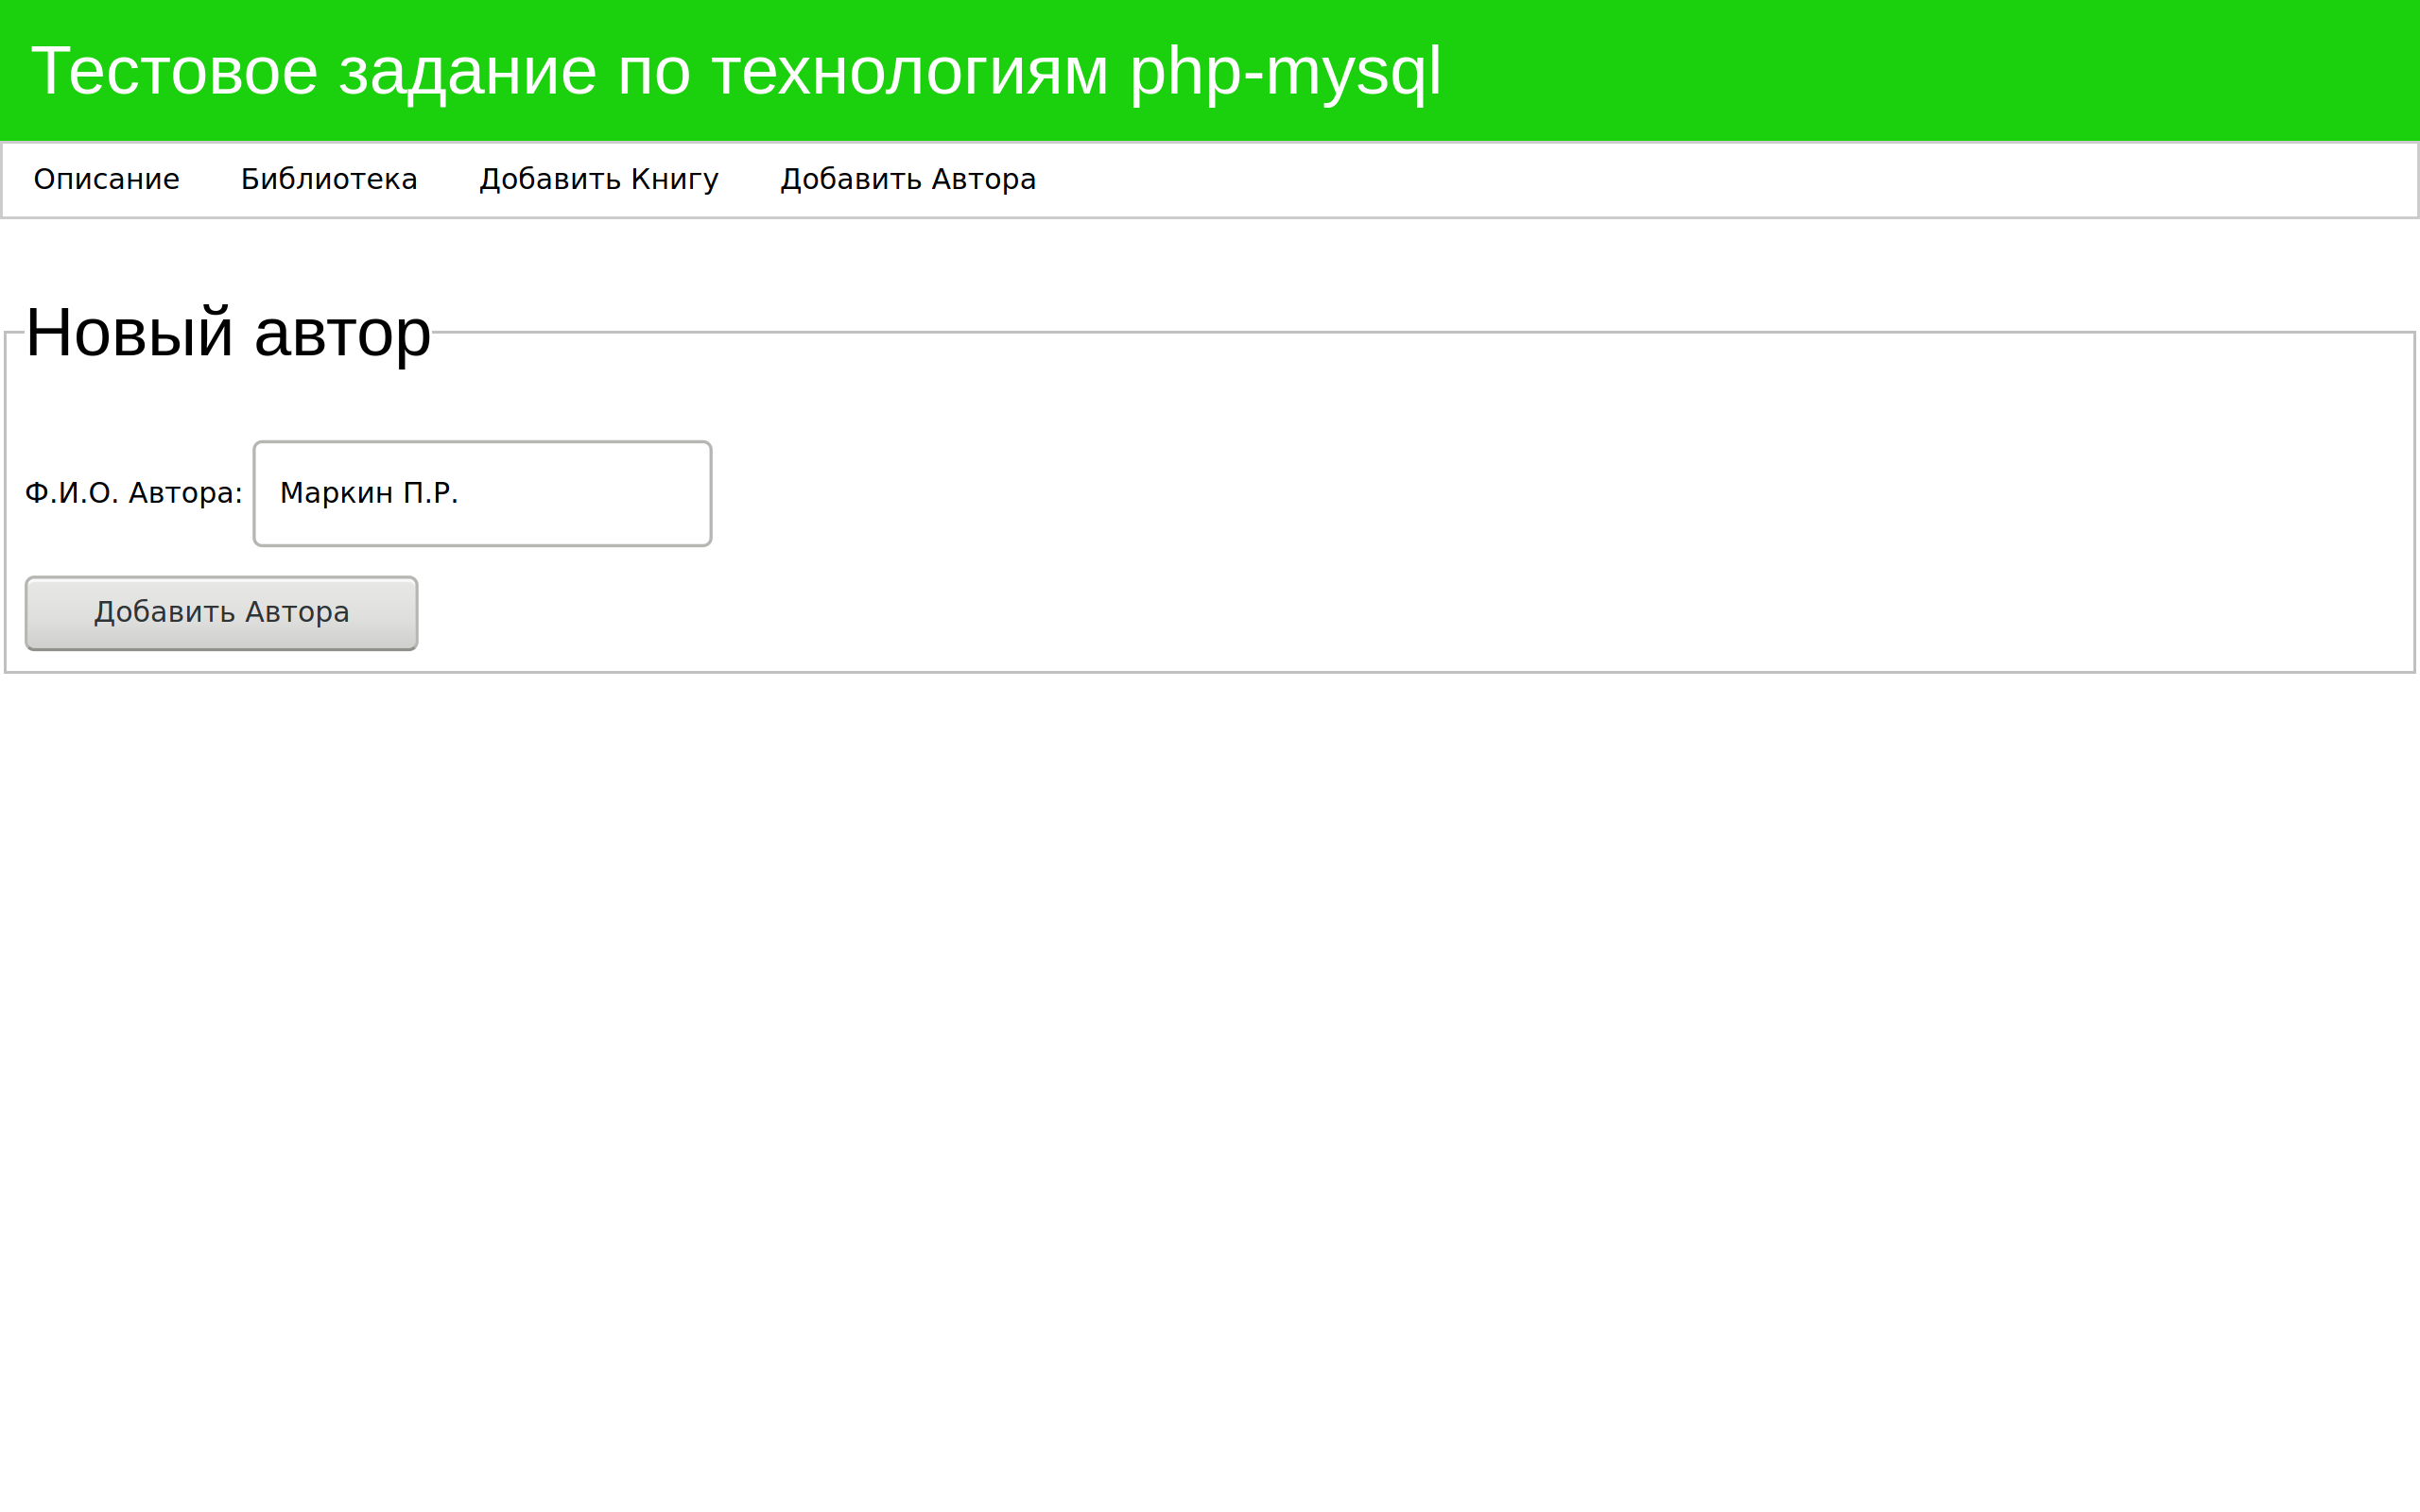 Тестовое задание по технологиям php-mysql
Описание Библиотека Добавить Книгу Добавить Автора
Новый автор
Ф.И.О. Автора: Маркин П.Р.
Добавить Автора